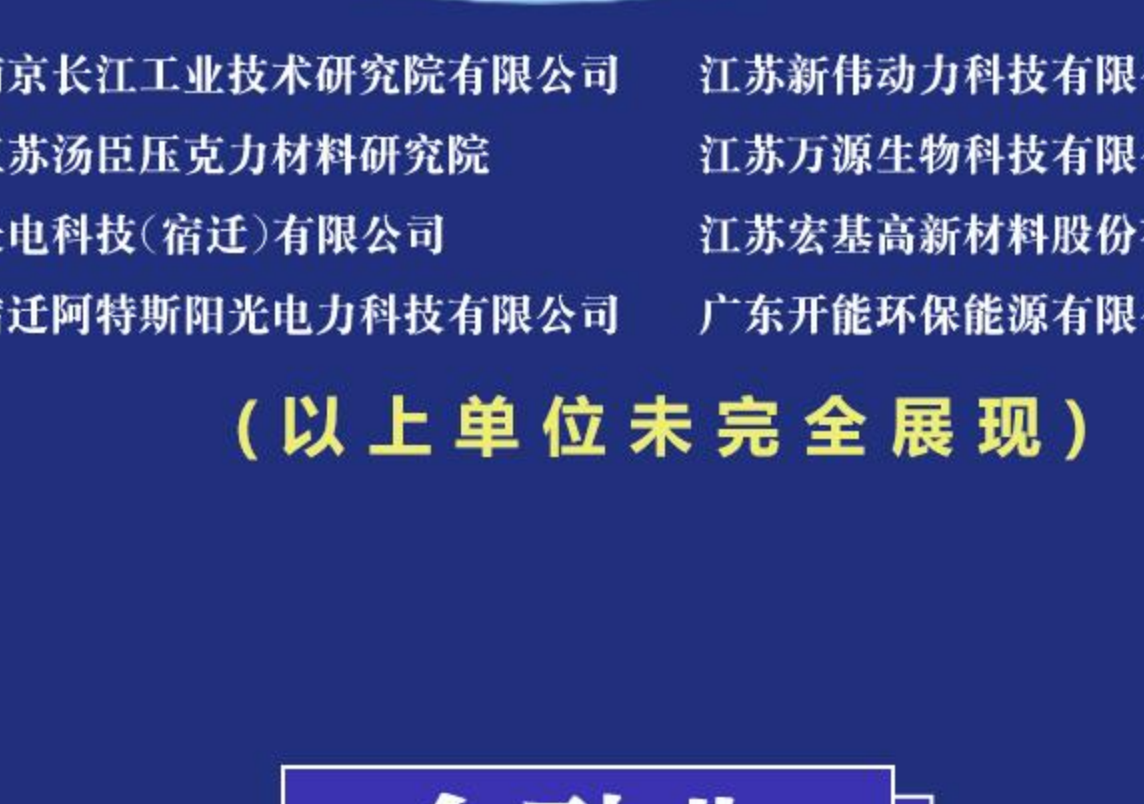 京长江工业技术研究院有限公司 江苏新伟动力科技有限
苏汤臣压克力材料研究院 江苏万源生物科技有限
电科技(宿迁)有限公司 江苏宏基高新材料股份
迁阿特斯阳光电力科技有限公司 广东开能环保能源有限
(以上单位未完全展现)